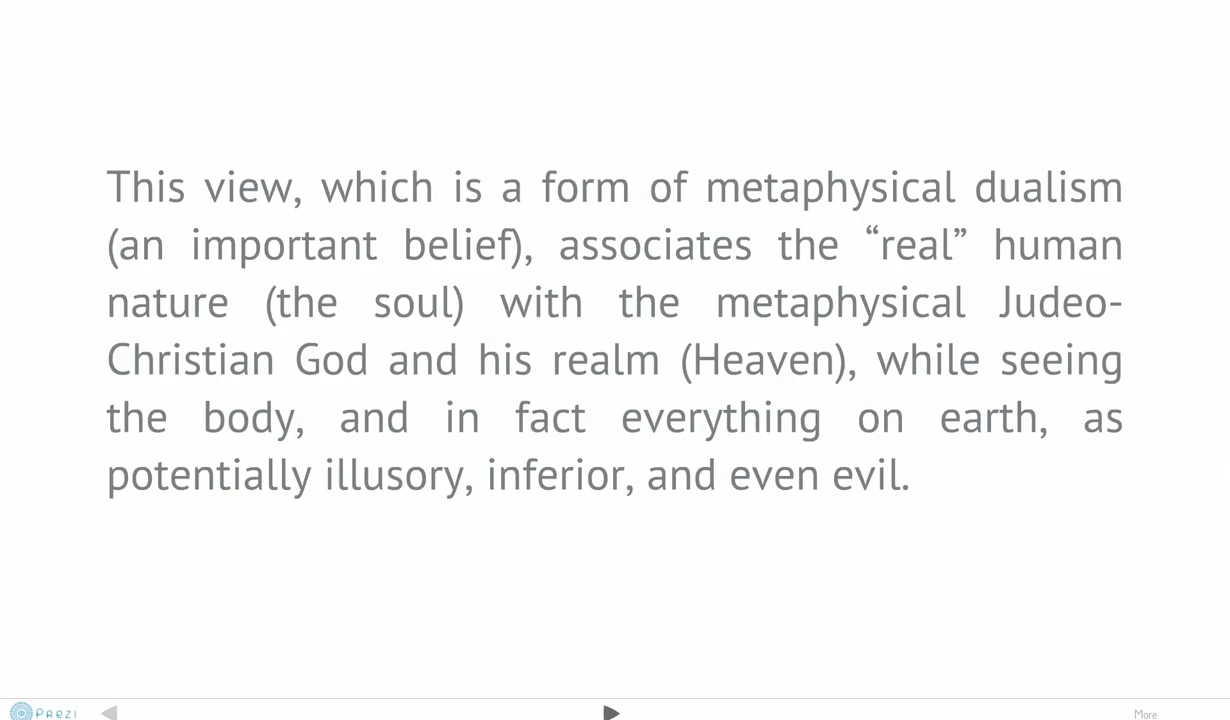 This view, which is a form of metaphysical dualism
(an important belief), associates the “real” human
nature (the soul) with the metaphysical Judeo-
Christian God and his realm (Heaven), while seeing
the body, and in fact everything on earth, as
potentially illusory, inferior, and even evil.
Prezi
More